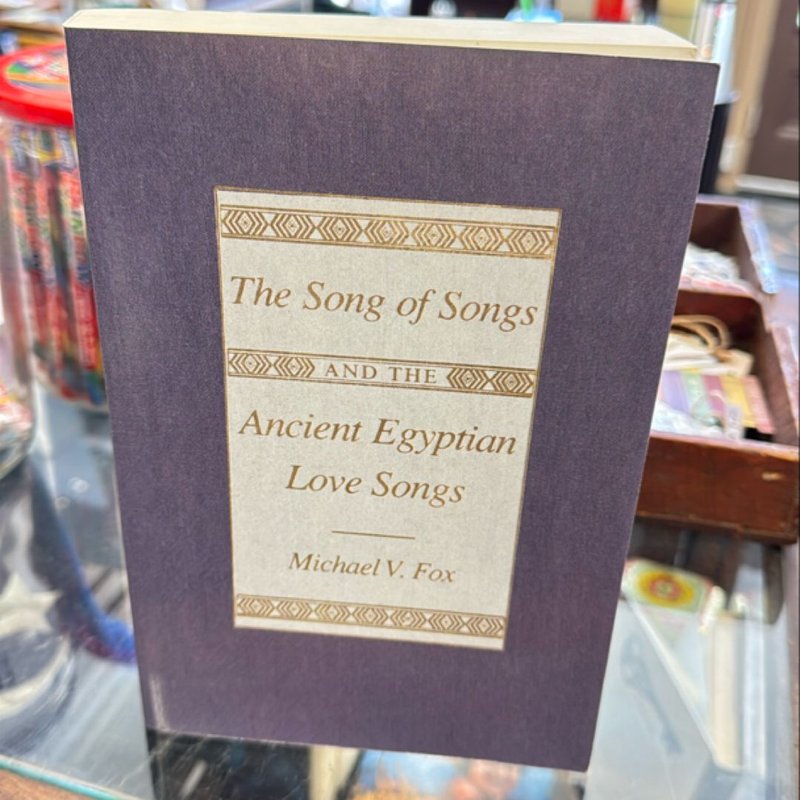 The Song of Songs
AND THE
Ancient Egyptian
Love Songs
Michael V. Fox